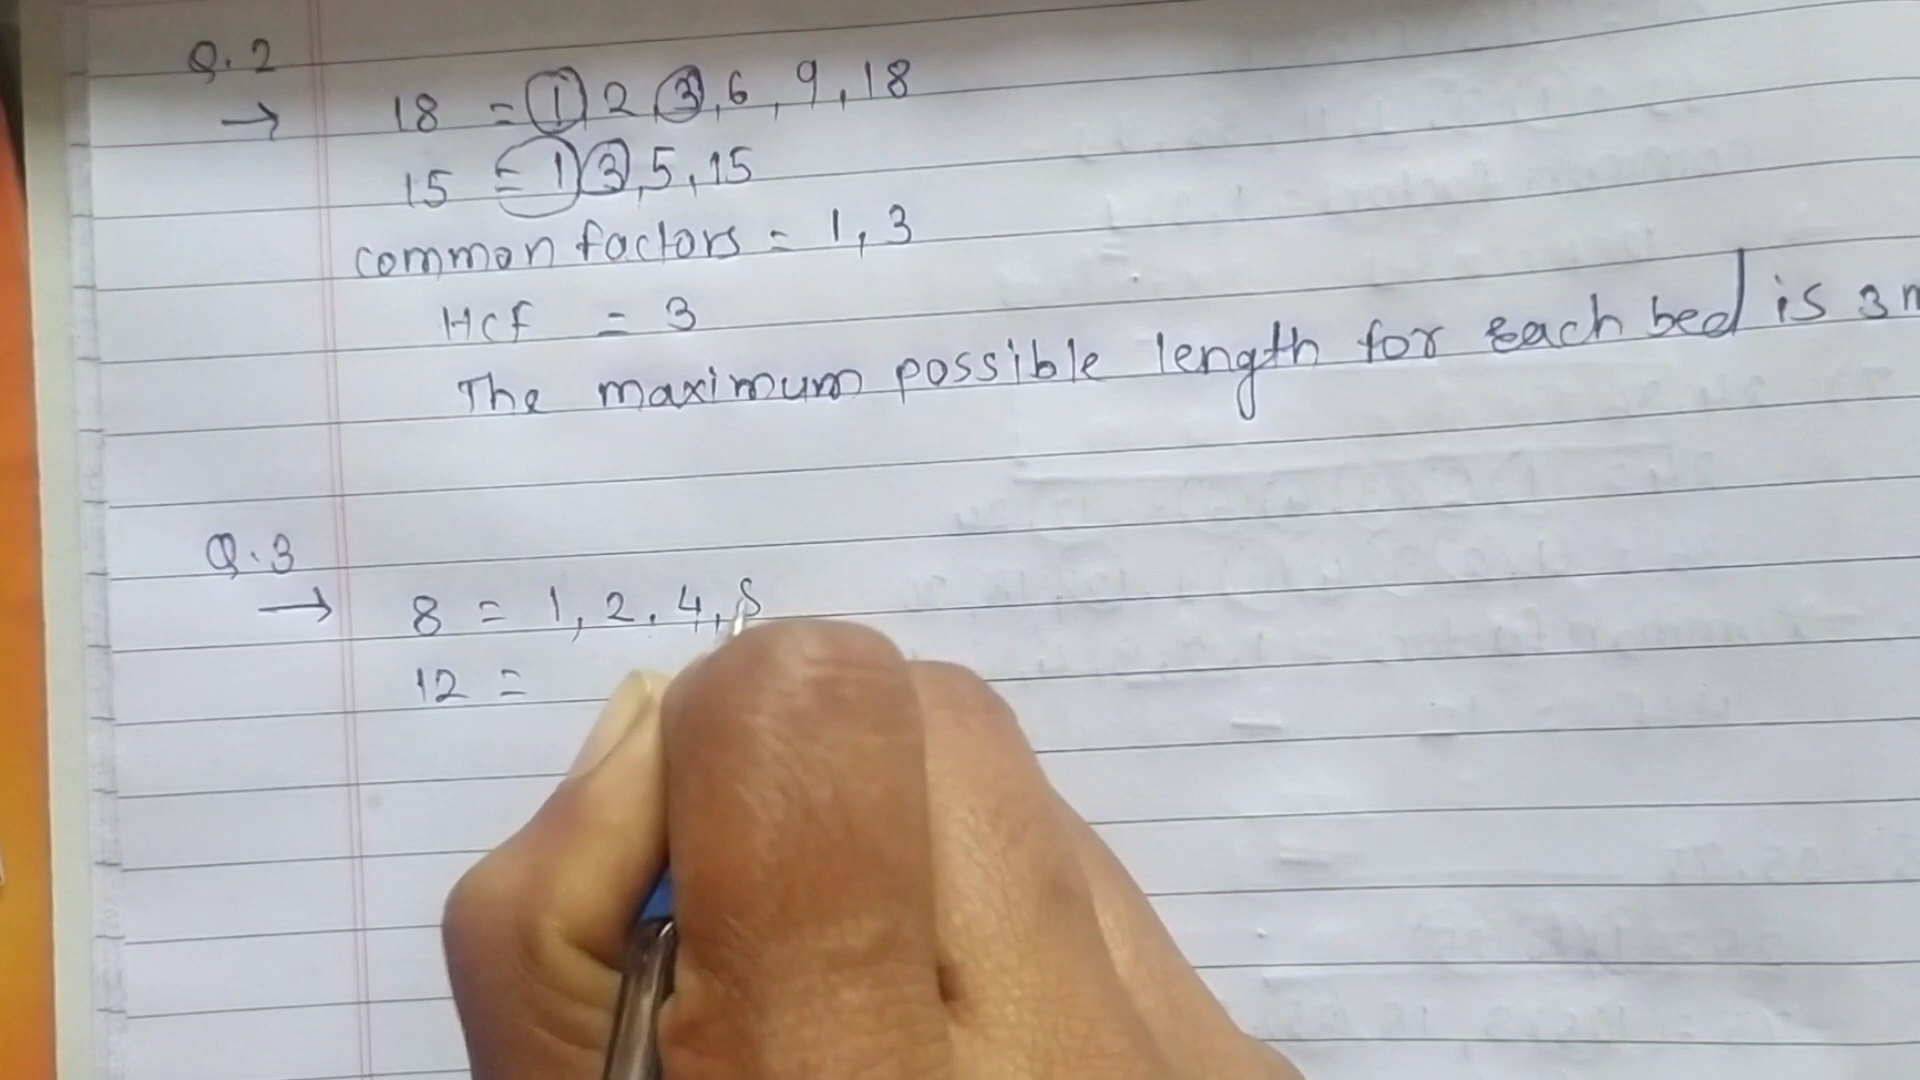 Q.2
→ 18 = 1, 2, 3, 6, 9, 18
15 = 1, 3, 5, 15
common factors = 1, 3
HCF = 3
The maximum possible length for each bed is 3
Q.3
→ 8 = 1, 2, 4, 8
12 =